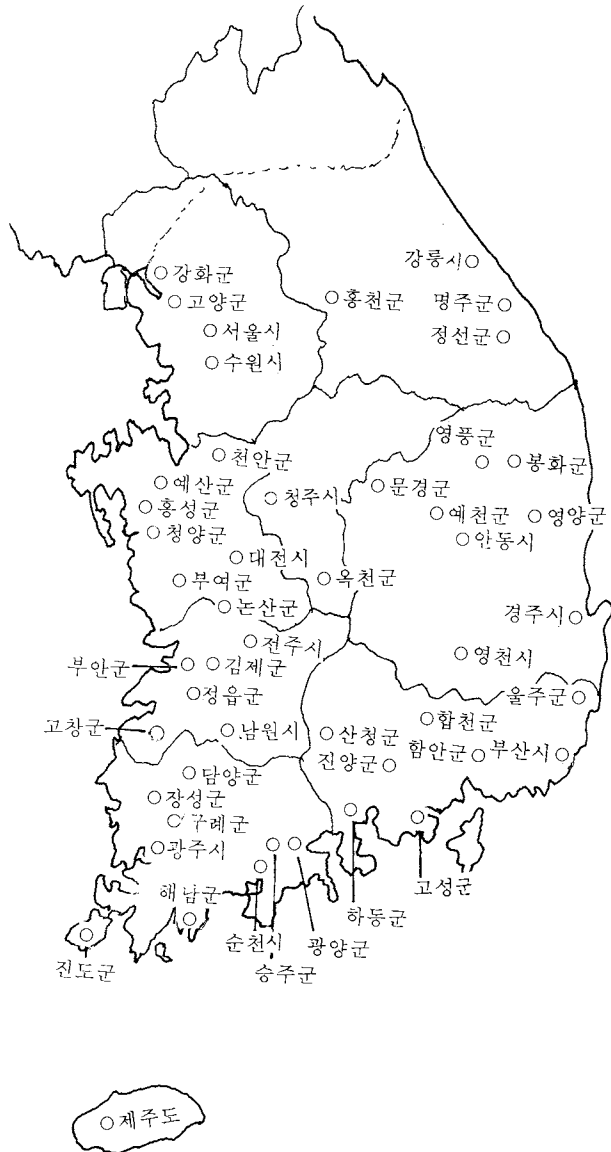 강릉시
강화군
고양군
홍천군
명주군
서울시
정선군
수원시
영풍군
천안군
봉화군
예산군
청주시
문경군
홍성군
예천군
영양군
청양군
안동시
대전시
부여군
옥천군
논산군
경주시
전주시
부안군
김제군
영천시
정읍군
울주군
고창군
남원시
산청군
합천군
함안군
부산시
진양군
담양군
장성군
구례군
광주시
해남군
고성군
하동군
순천시
광양군
진도군
승주군
제주도